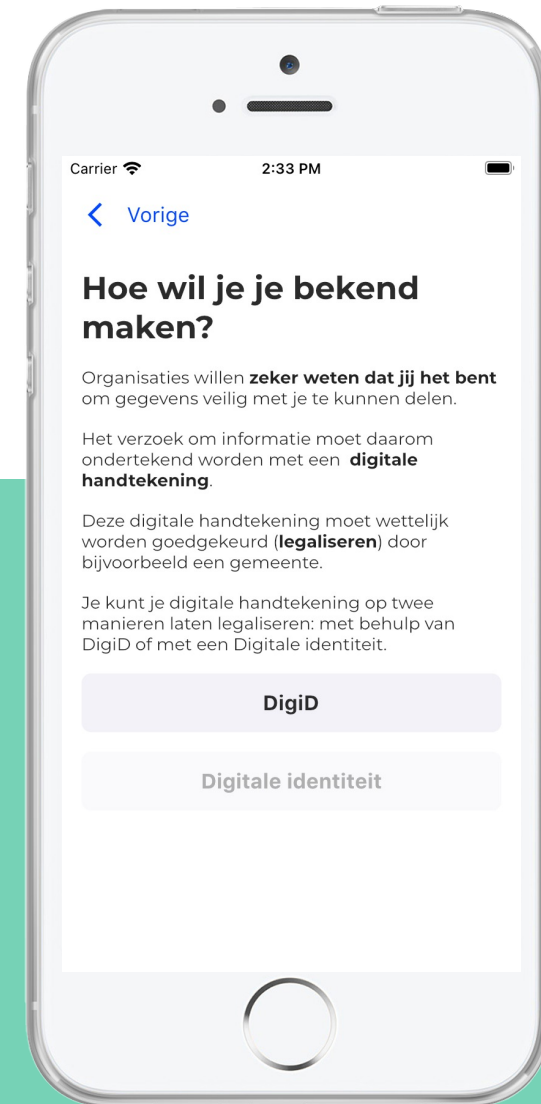 Carrier 2:33 PM
Vorige
Hoe wil je je bekend
maken?
Organisaties willen zeker weten dat jij het bent
om gegevens veilig met je te kunnen delen.
Het verzoek om informatie moet daarom
ondertekend worden met een digitale
handtekening.
Deze digitale handtekening moet wettelijk
worden goedgekeurd (legaliseren) door
bijvoorbeeld een gemeente.
Je kunt je digitale handtekening op twee
manieren laten legaliseren: met behulp van
DigiD of met een Digitale identiteit.
DigiD
Digitale identiteit